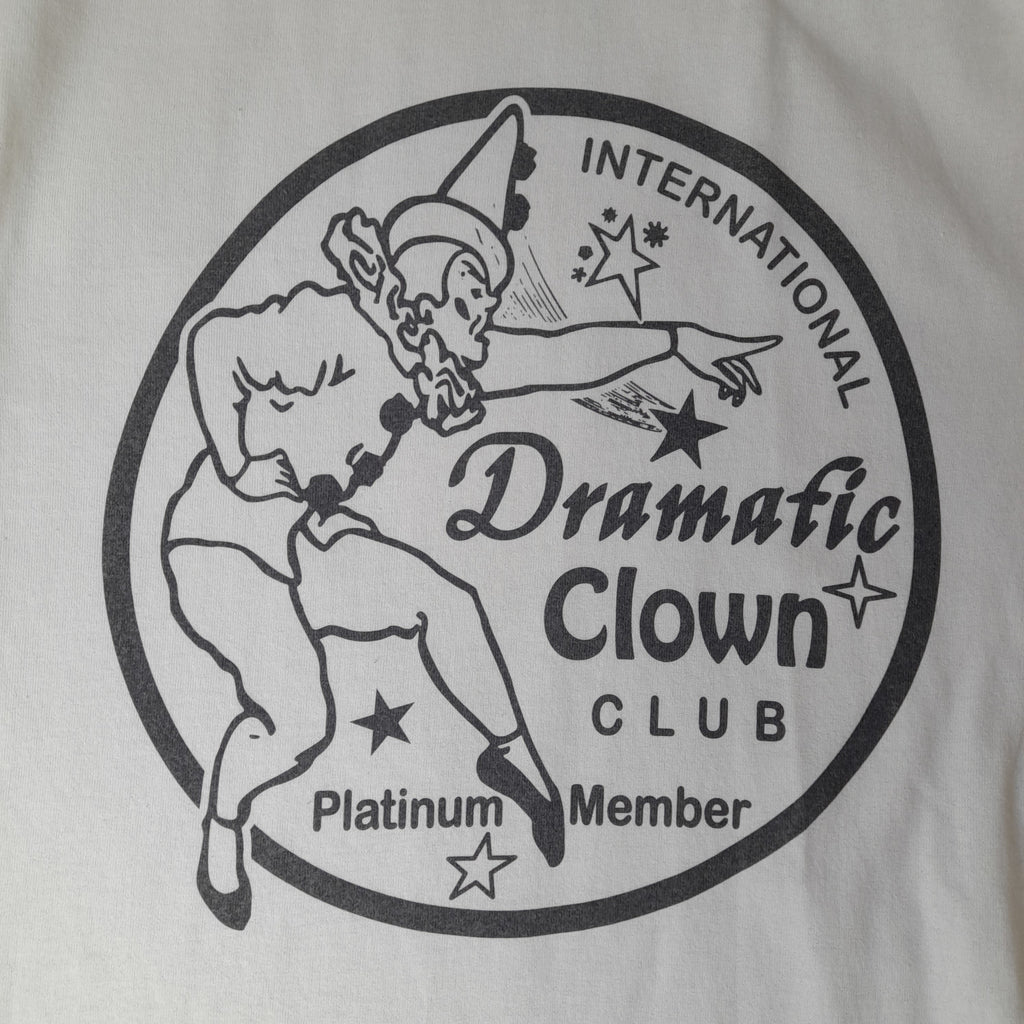 INTERNATIONAL
Dramatic
Clown
CLUB
Platinum Member